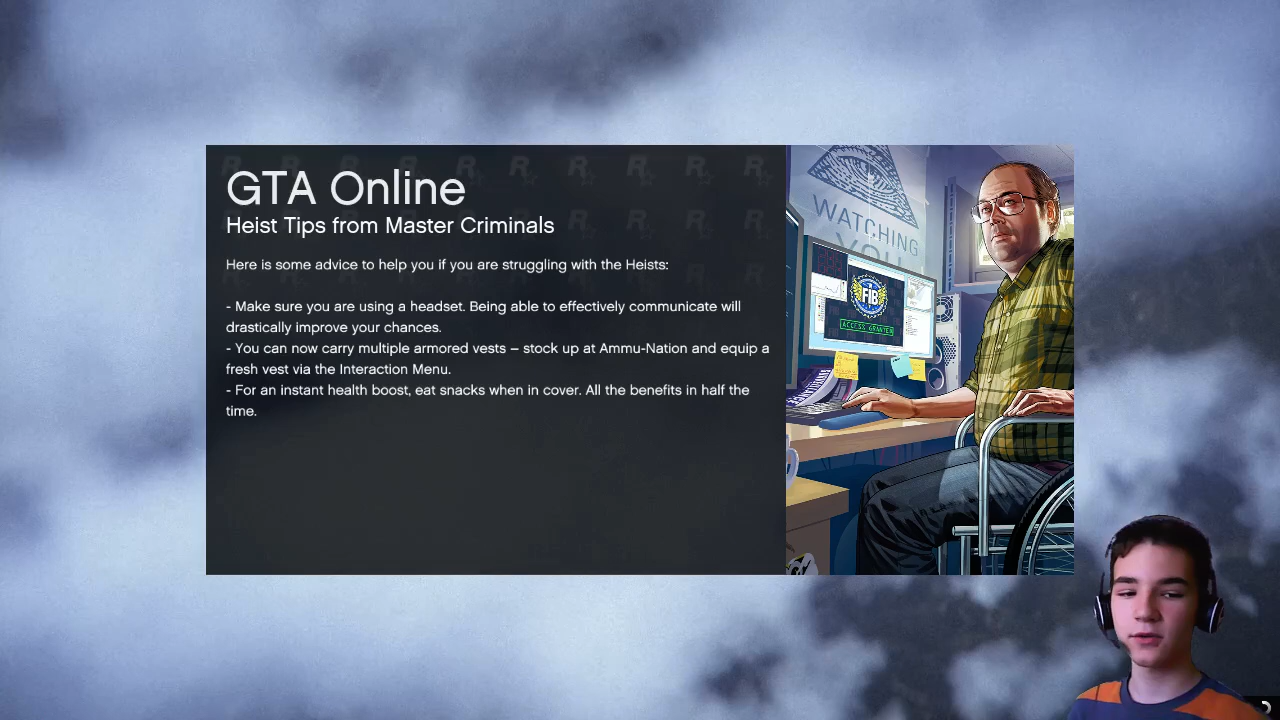 GTA Online
Heist Tips from Master Criminals
Here is some advice to help you if you are struggling with the Heists:
- Make sure you are using a headset. Being able to effectively communicate will
drastically improve your chances.
- You can now carry multiple armored vests – stock up at Ammu-Nation and equip a
fresh vest via the Interaction Menu.
- For an instant health boost, eat snacks when in cover. All the benefits in half the
time.
WATCHING
YOU
FIB
ACCESS GRANTED